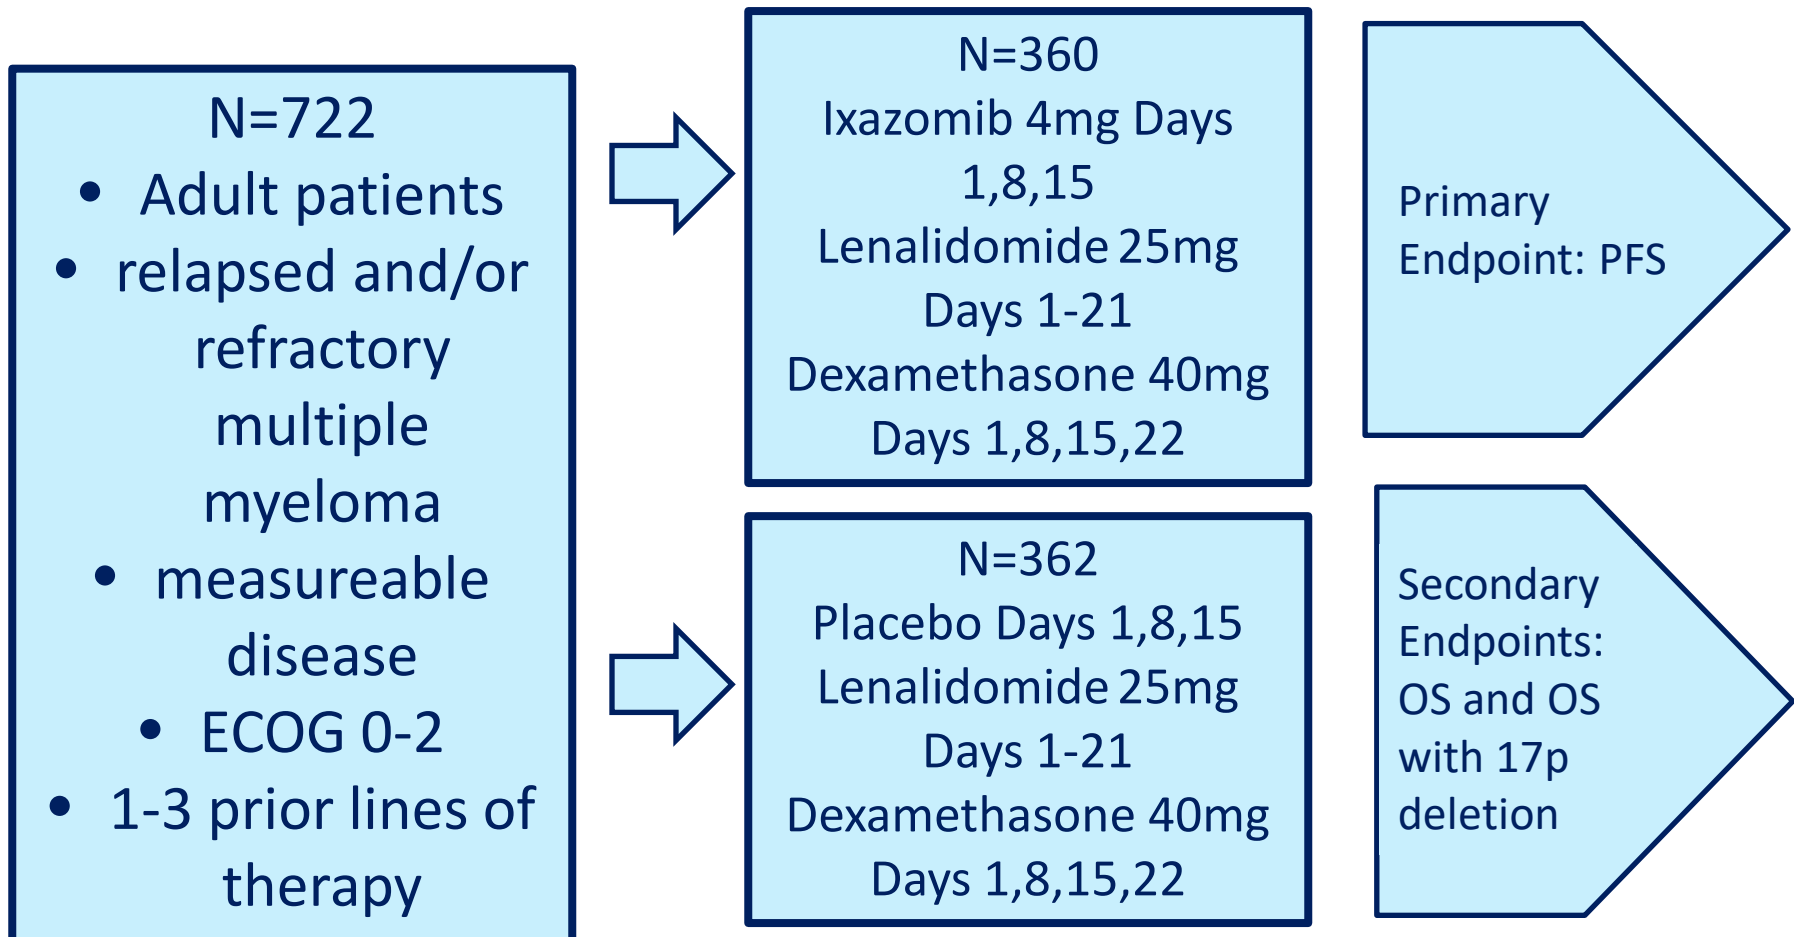 N=722
• Adult patients
• relapsed and/or
refractory
multiple
myeloma
• measureable
disease
• ECOG 0-2
• 1-3 prior lines of
therapy
N=360
Ixazomib 4mg Days
1,8,15
Lenalidomide 25mg
Days 1-21
Dexamethasone 40mg
Days 1,8,15,22
N=362
Placebo Days 1,8,15
Lenalidomide 25mg
Days 1-21
Dexamethasone 40mg
Days 1,8,15,22
Primary
Endpoint: PFS
Secondary
Endpoints:
OS and OS
with 17p
deletion